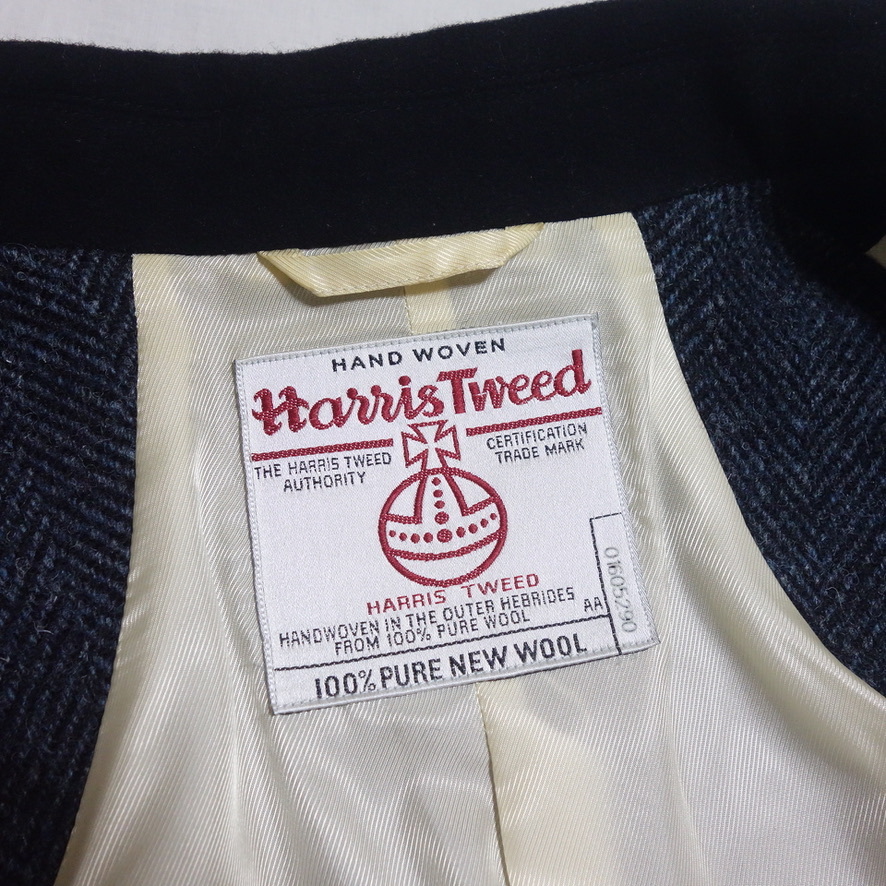 HAND WOVEN
Harris Tweed
THE HARRIS TWEED
AUTHORITY
CERTIFICATION
TRADE MARK
HARRIS TWEED
HANDWOVEN IN THE OUTER HEBRIDES
FROM 100% PURE WOOL
AA
01605290
100% PURE NEW WOOL